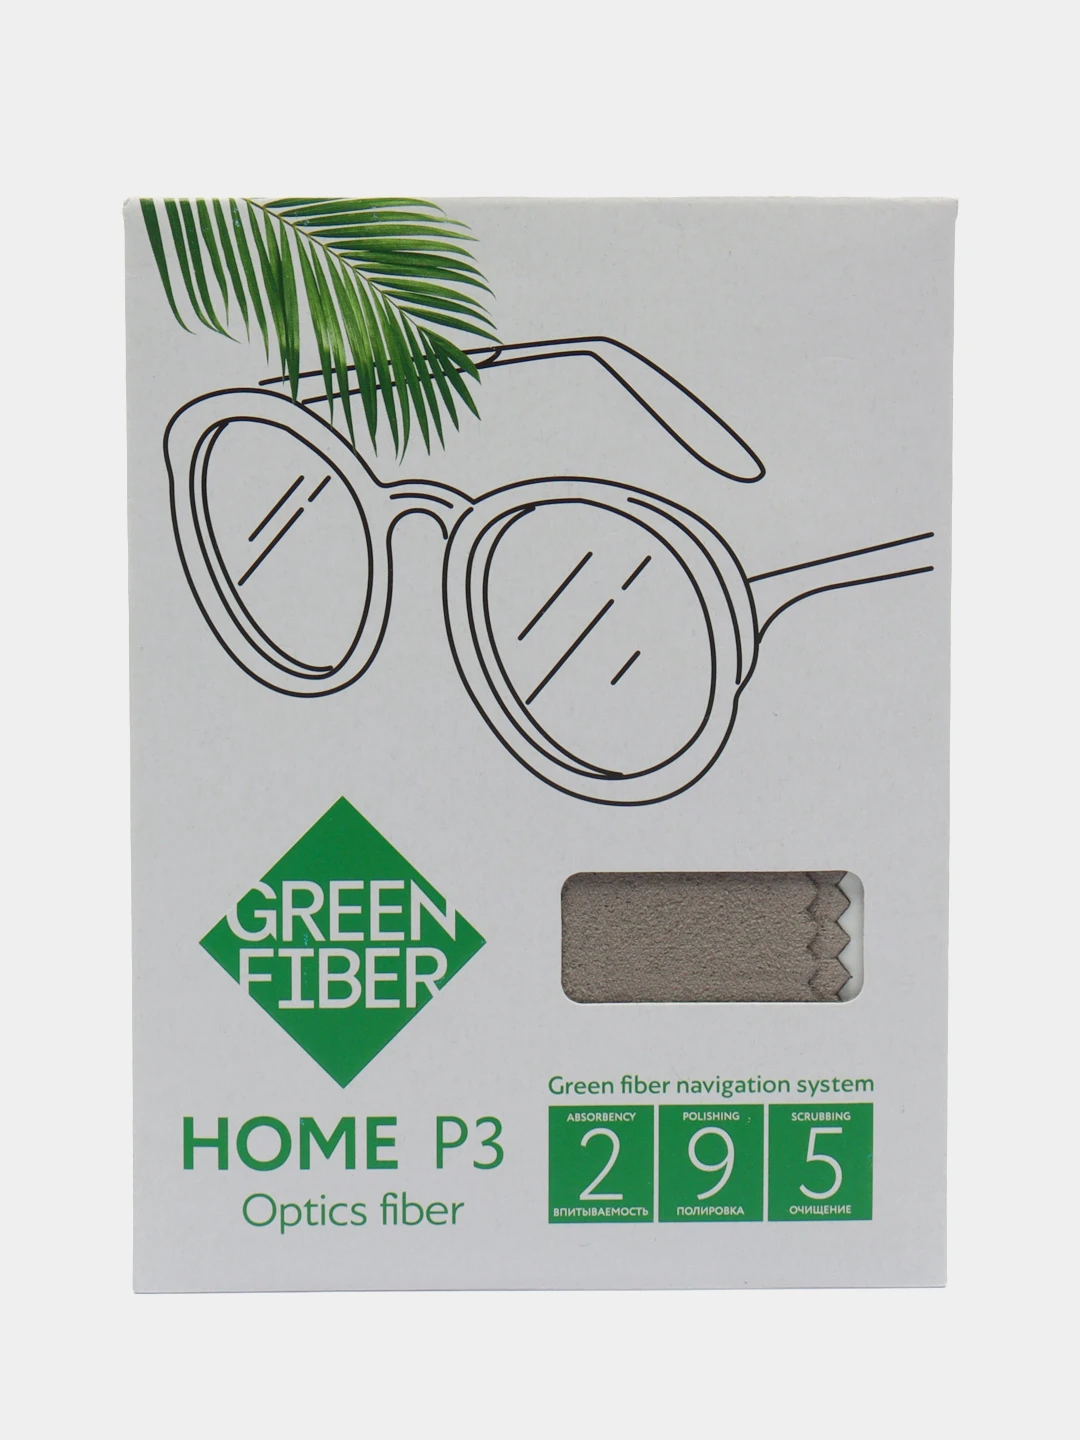 GREEN
FIBER
HOME P3
Optics fiber
Green fiber navigation system
ABSORBENCY
2
ВПИТЫВАЕМОСТЬ
POLISHING
9
ПОЛИРОВКА
SCRUBBING
5
ОЧИЩЕНИЕ